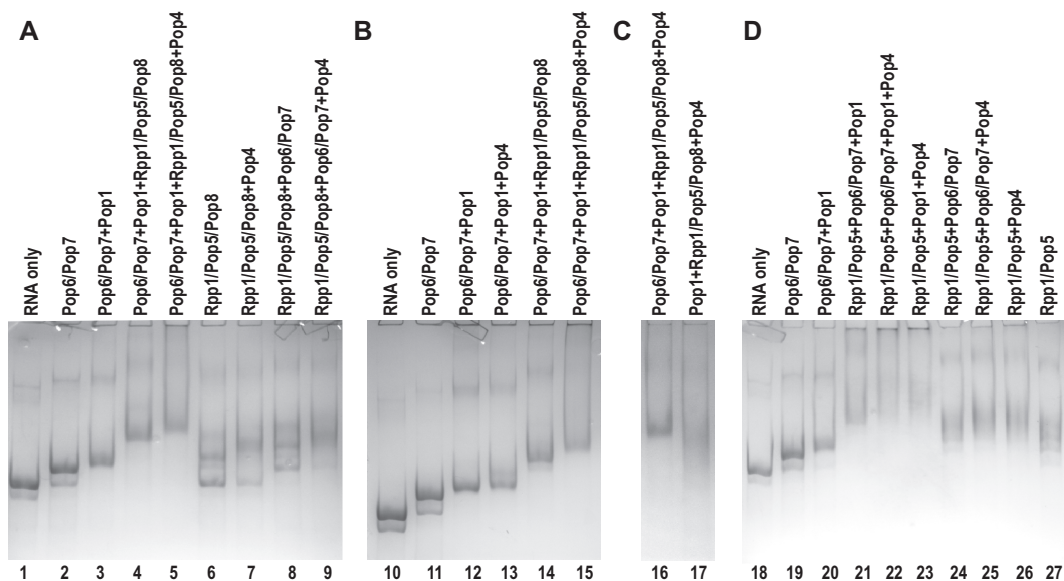 A
B
C
D
RNA only
Pop6/Pop7
Pop6/Pop7+Pop1
Pop6/Pop7+Pop1+Rpp1/Pop5/Pop8
Pop6/Pop7+Pop1+Rpp1/Pop5/Pop8+Pop4
Rpp1/Pop5/Pop8
Rpp1/Pop5/Pop8+Pop4
Rpp1/Pop5/Pop8+Pop6/Pop7
Rpp1/Pop5/Pop8+Pop6/Pop7+Pop4
RNA only
Pop6/Pop7
Pop6/Pop7+Pop1
Pop6/Pop7+Pop1+Pop4
Pop6/Pop7+Pop1+Rpp1/Pop5/Pop8
Pop6/Pop7+Pop1+Rpp1/Pop5/Pop8+Pop4
Pop6/Pop7+Pop1+Rpp1/Pop5/Pop8+Pop4
Pop1+Rpp1/Pop5/Pop8+Pop4
RNA only
Pop6/Pop7
Pop6/Pop7+Pop1
Rpp1/Pop5+Pop6/Pop7+Pop1
Rpp1/Pop5+Pop6/Pop7+Pop1+Pop4
Rpp1/Pop5+Pop1+Pop4
Rpp1/Pop5+Pop6/Pop7
Rpp1/Pop5+Pop6/Pop7+Pop4
Rpp1/Pop5+Pop4
Rpp1/Pop5
1 2 3 4 5 6 7 8 9 10 11 12 13 14 15 16 17 18 19 20 21 22 23 24 25 26 27